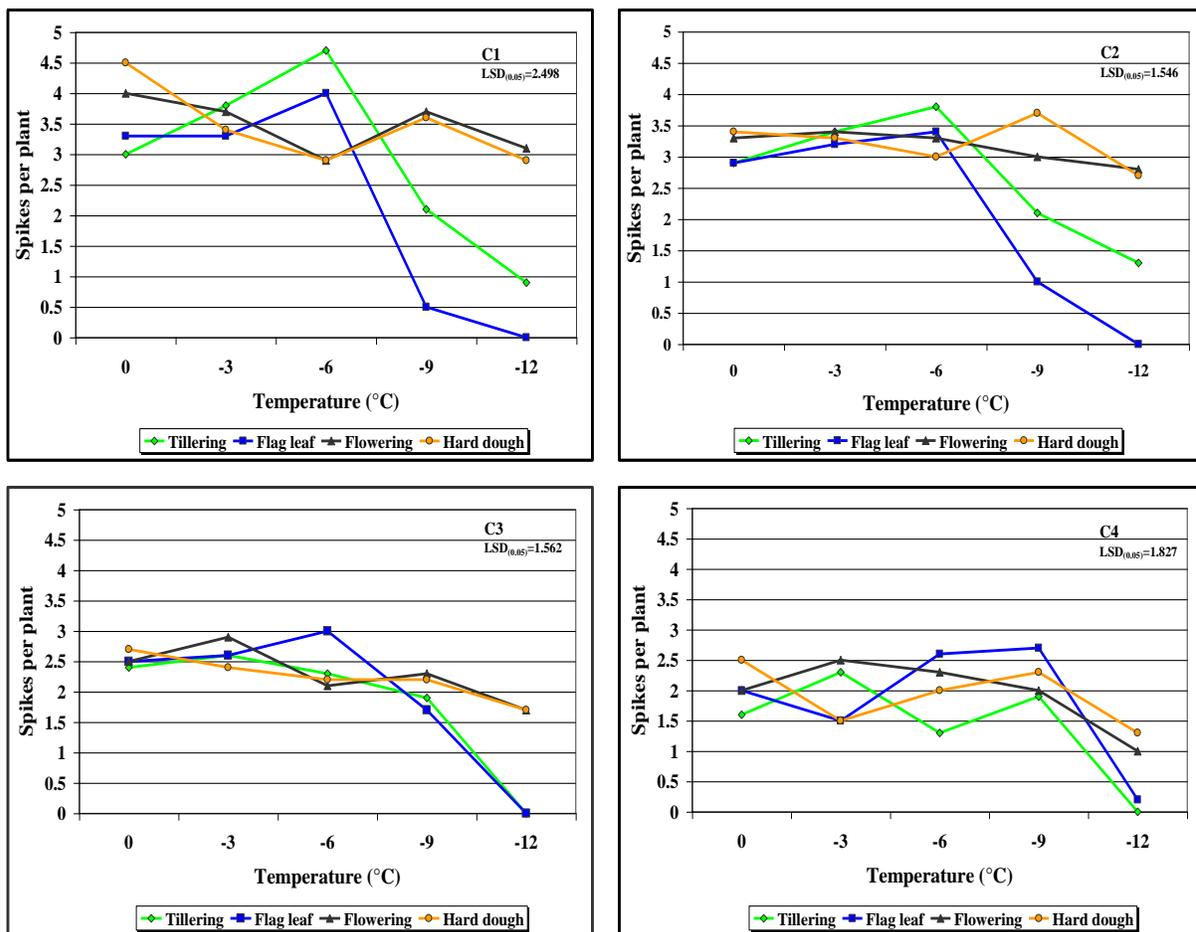 C1
LSD(0.05)=2.498
Spikes per plant
5
4.5
4
3.5
3
2.5
2
1.5
1
0.5
0
0 -3 -6 -9 -12
Temperature (°C)
Tillering Flag leaf Flowering Hard dough
C2
LSD(0.05)=1.546
Spikes per plant
5
4.5
4
3.5
3
2.5
2
1.5
1
0.5
0
0 -3 -6 -9 -12
Temperature (°C)
Tillering Flag leaf Flowering Hard dough
C3
LSD(0.05)=1.562
Spikes per plant
5
4.5
4
3.5
3
2.5
2
1.5
1
0.5
0
0 -3 -6 -9 -12
Temperature (°C)
Tillering Flag leaf Flowering Hard dough
C4
LSD(0.05)=1.827
Spikes per plant
5
4.5
4
3.5
3
2.5
2
1.5
1
0.5
0
0 -3 -6 -9 -12
Temperature (°C)
Tillering Flag leaf Flowering Hard dough